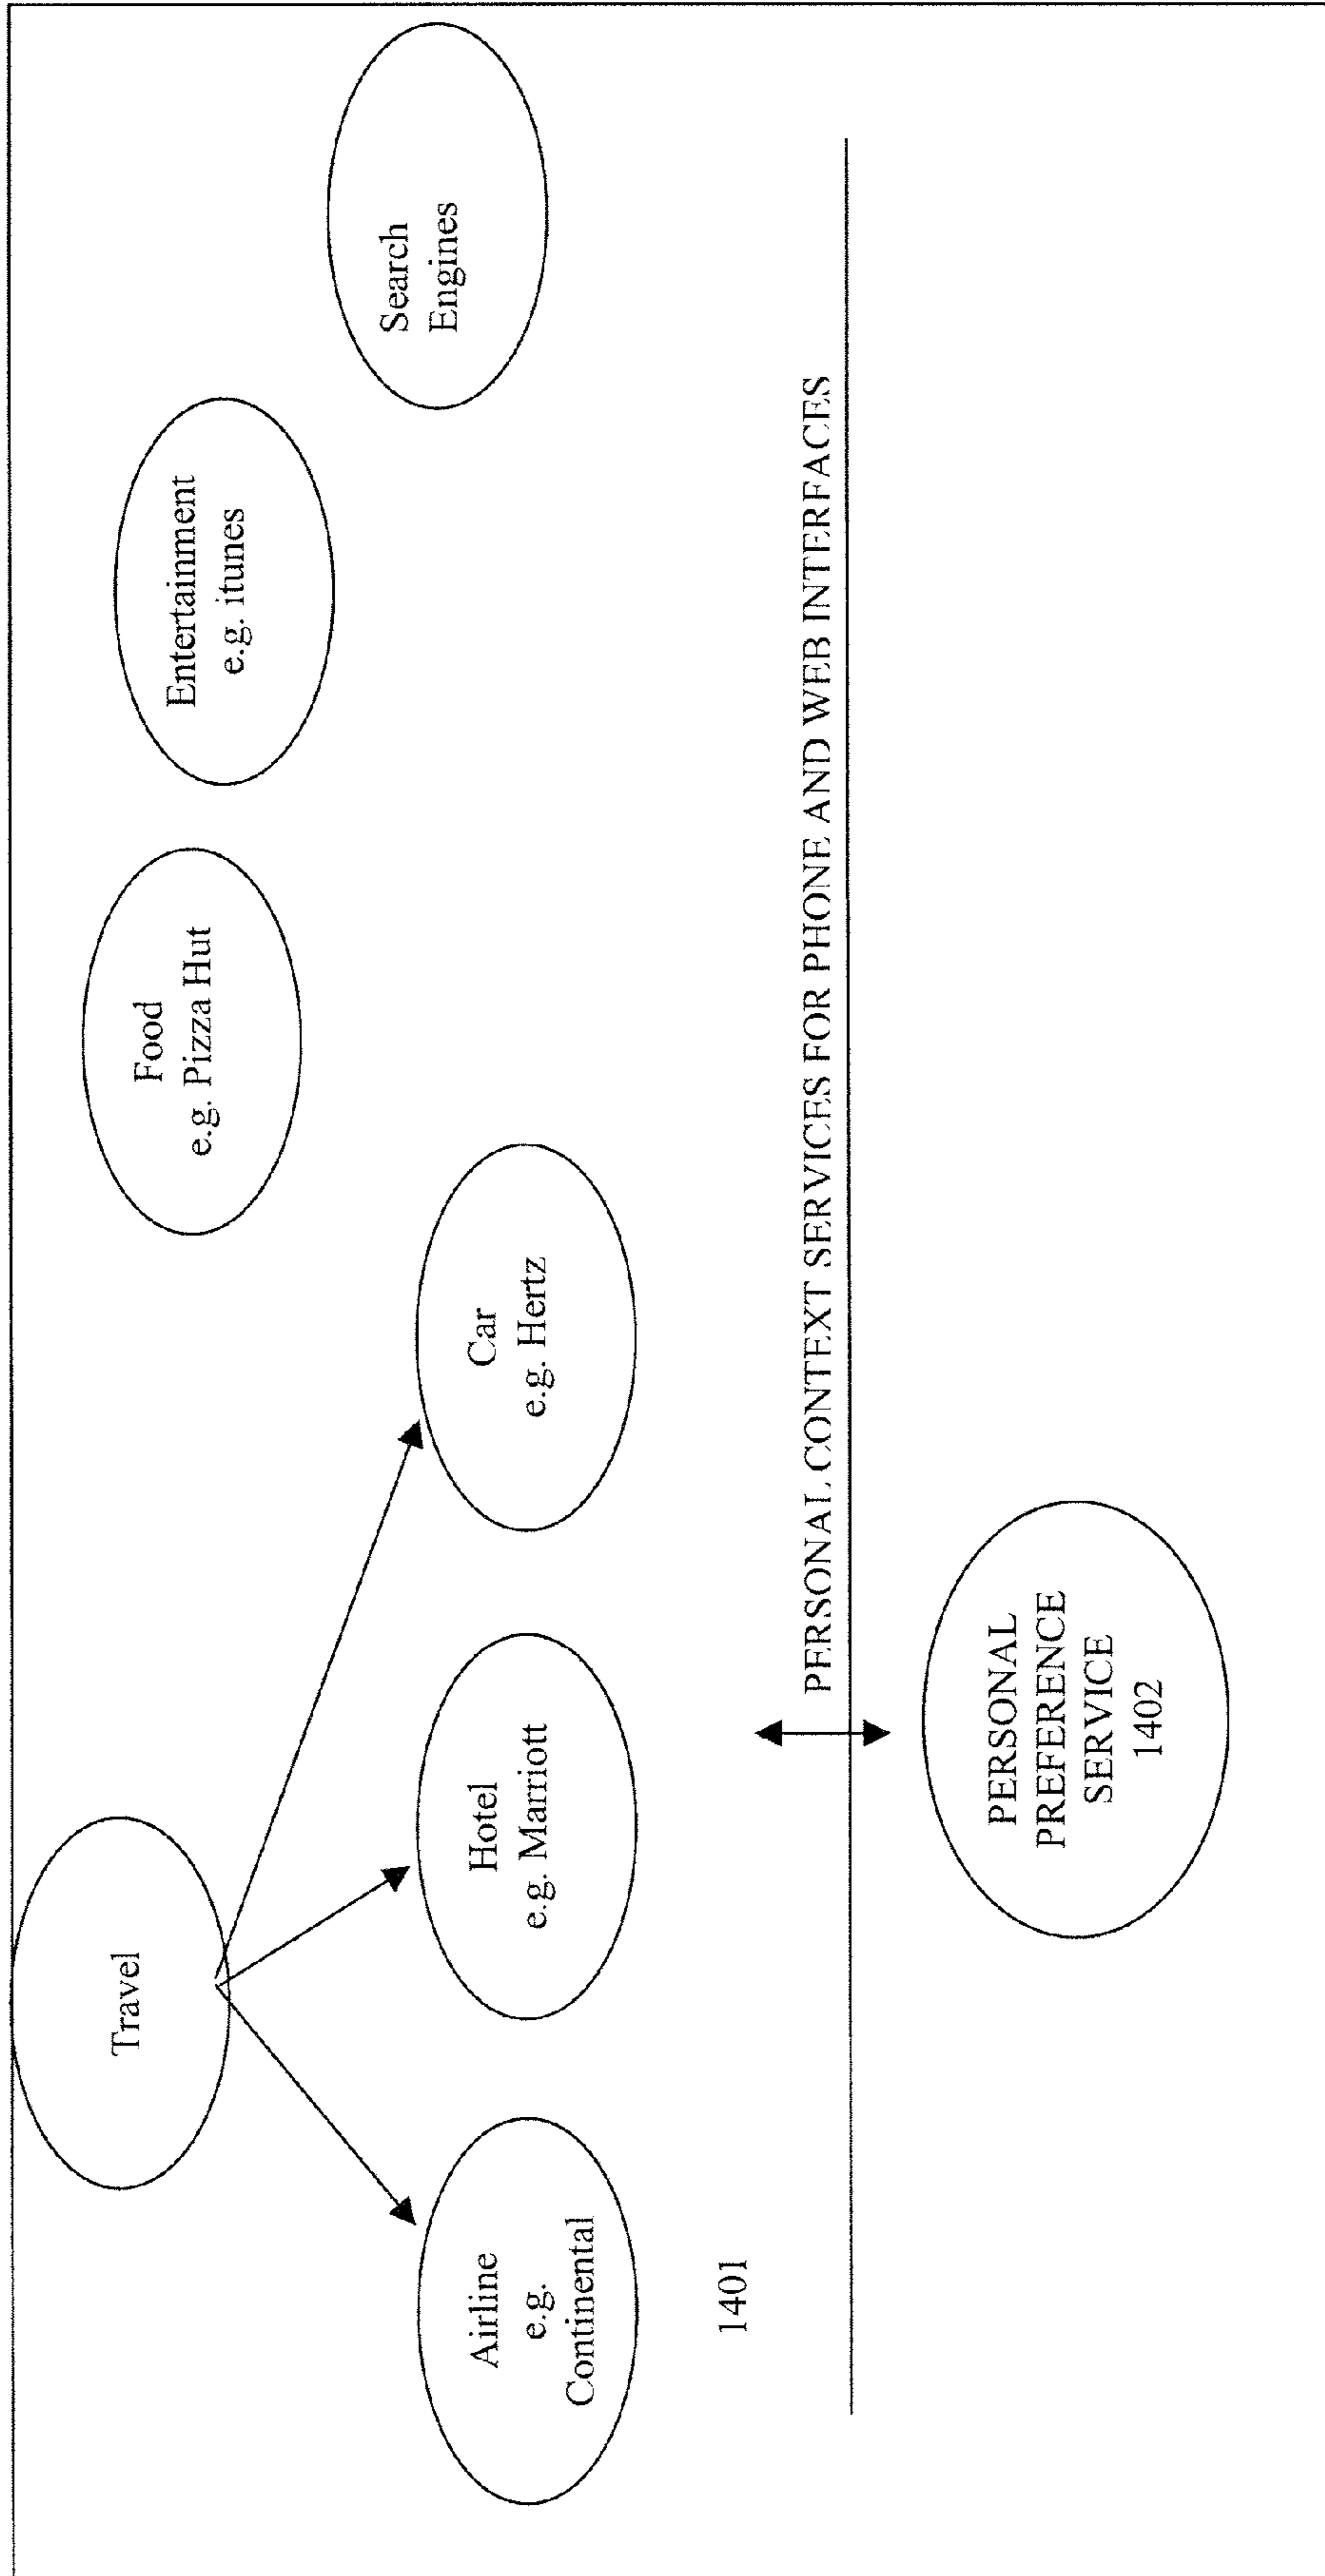 Travel
Food
e.g. Pizza Hut
Entertainment
e.g. itunes
Search
Engines
Airline
e.g.
Continental
Hotel
e.g. Marriott
Car
e.g. Hertz
1401
PERSONAL CONTEXT SERVICES FOR PHONE AND WEB INTERFACES
PERSONAL
PREFERENCE
SERVICE
1402